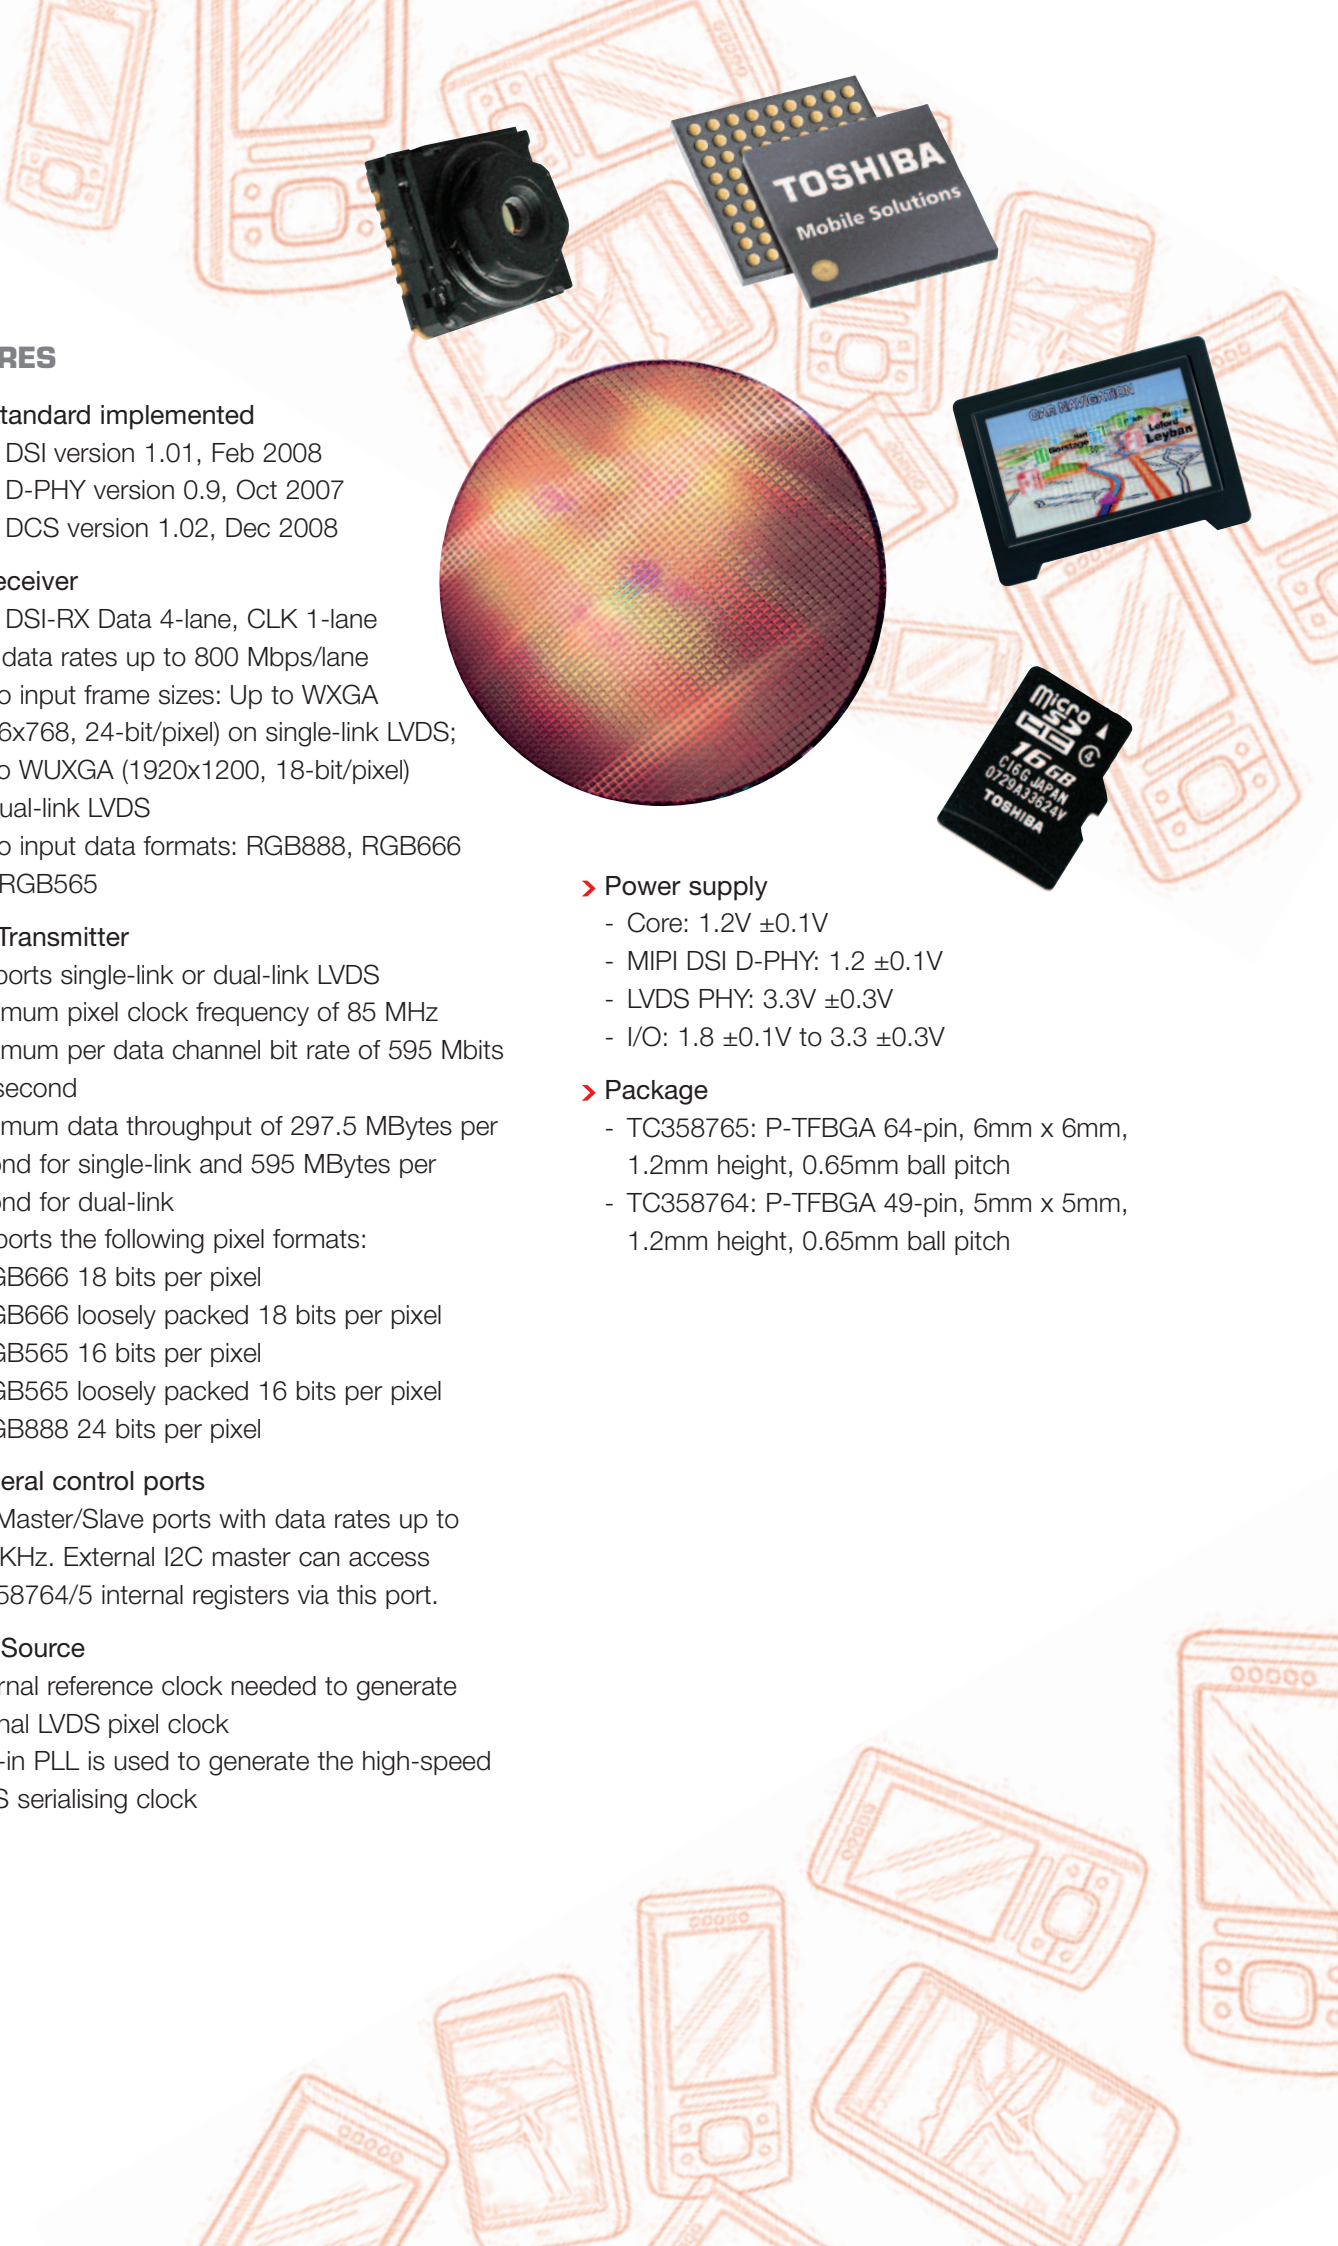 RES
tandard implemented
DSI version 1.01, Feb 2008
D-PHY version 0.9, Oct 2007
DCS version 1.02, Dec 2008
eceiver
DSI-RX Data 4-lane, CLK 1-lane
data rates up to 800 Mbps/lane
o input frame sizes: Up to WXGA
6x768, 24-bit/pixel) on single-link LVDS;
o WUXGA (1920x1200, 18-bit/pixel)
ual-link LVDS
o input data formats: RGB888, RGB666
RGB565
Transmitter
ports single-link or dual-link LVDS
mum pixel clock frequency of 85 MHz
mum per data channel bit rate of 595 Mbits
second
mum data throughput of 297.5 MBytes per
ond for single-link and 595 MBytes per
ond for dual-link
ports the following pixel formats:
GB666 18 bits per pixel
GB666 loosely packed 18 bits per pixel
GB565 16 bits per pixel
GB565 loosely packed 16 bits per pixel
GB888 24 bits per pixel
eral control ports
Master/Slave ports with data rates up to
KHz. External I2C master can access
58764/5 internal registers via this port.
Source
rnal reference clock needed to generate
nal LVDS pixel clock
-in PLL is used to generate the high-speed
S serialising clock
TOSHIBA
Mobile Solutions
CAR NAVIGATION
Leyban
micro
SD
HC 4
16 GB
C16G JAPAN
0729A33624V
TOSHIBA
Power supply
- Core: 1.2V ±0.1V
- MIPI DSI D-PHY: 1.2 ±0.1V
- LVDS PHY: 3.3V ±0.3V
- I/O: 1.8 ±0.1V to 3.3 ±0.3V
Package
- TC358765: P-TFBGA 64-pin, 6mm x 6mm,
1.2mm height, 0.65mm ball pitch
- TC358764: P-TFBGA 49-pin, 5mm x 5mm,
1.2mm height, 0.65mm ball pitch